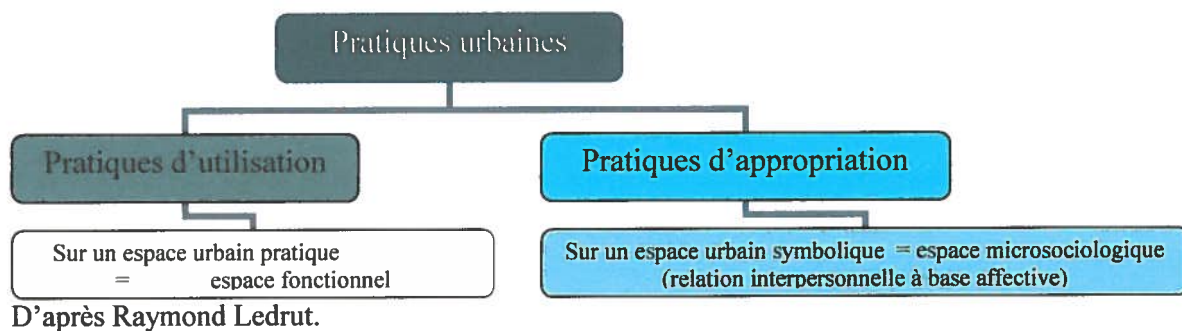 Pratiques urbaines
Pratiques d'utilisation
Pratiques d'appropriation
Sur un espace urbain pratique
= espace fonctionnel
Sur un espace urbain symbolique = espace microsociologique
(relation interpersonnelle à base affective)
D'après Raymond Ledrut.